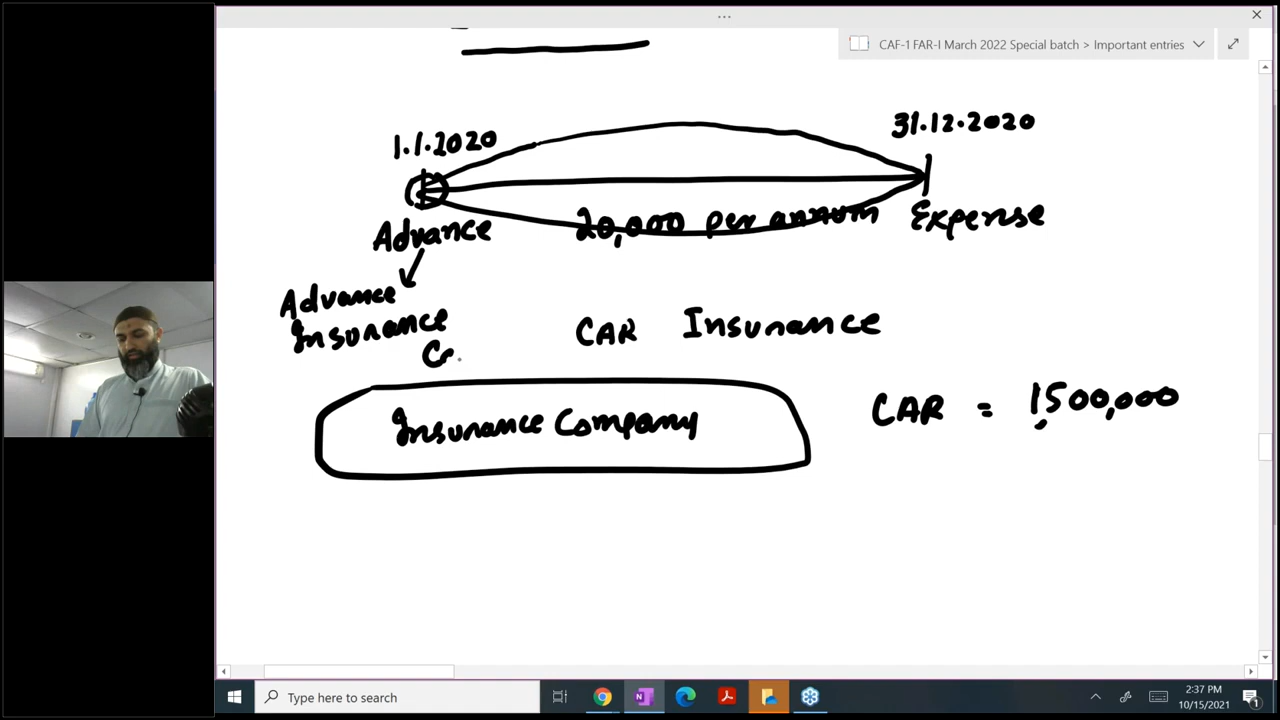 CAF-1 FAR-I March 2022 Special batch > Important entries
1.1.2020
31.12.2020
Advance
20,000 per annum
Expense
Advance
Insurance
CAR Insurance
Insurance Company
CAR = 1500,000
Type here to search
2:37 PM
10/15/2021
1